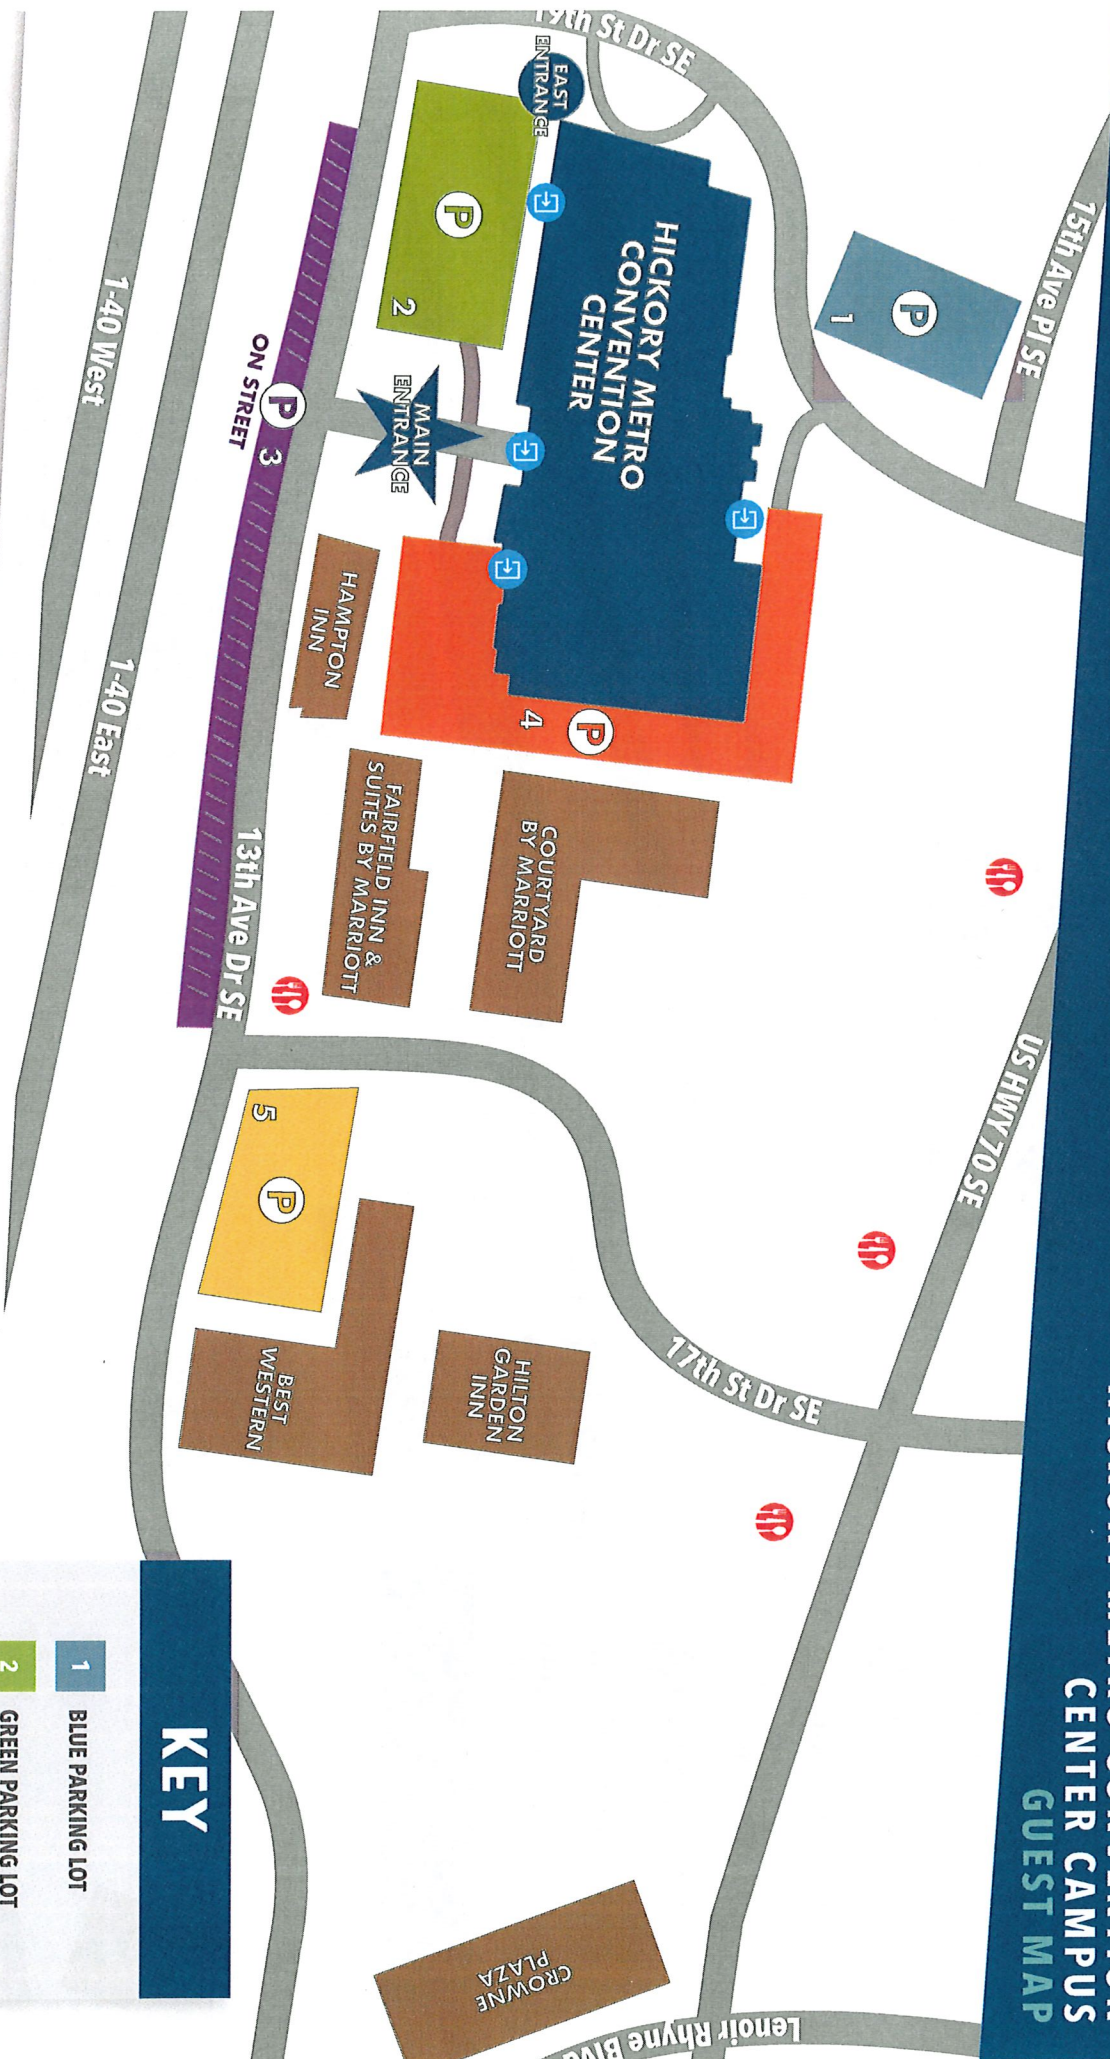 CENTER CAMPUS
GUEST MAP
19th St Dr SE
15th Ave Pl SE
EAST
ENTRANCE
P
1
HICKORY METRO
CONVENTION
CENTER
P
2
MAIN
ENTRANCE
P
3
ON STREET
P
4
1-40 West
1-40 East
HAMPTON
INN
FAIRFIELD INN &
SUITES BY MARRIOTT
COURTYARD
BY MARRIOTT
13th Ave Dr SE
US HWY 70 SE
5
P
BEST
WESTERN
HILTON
GARDEN
INN
17th St Dr SE
CROWNE
PLAZA
Lenoir Rhyne Blvd
KEY
1 BLUE PARKING LOT
2 GREEN PARKING LOT